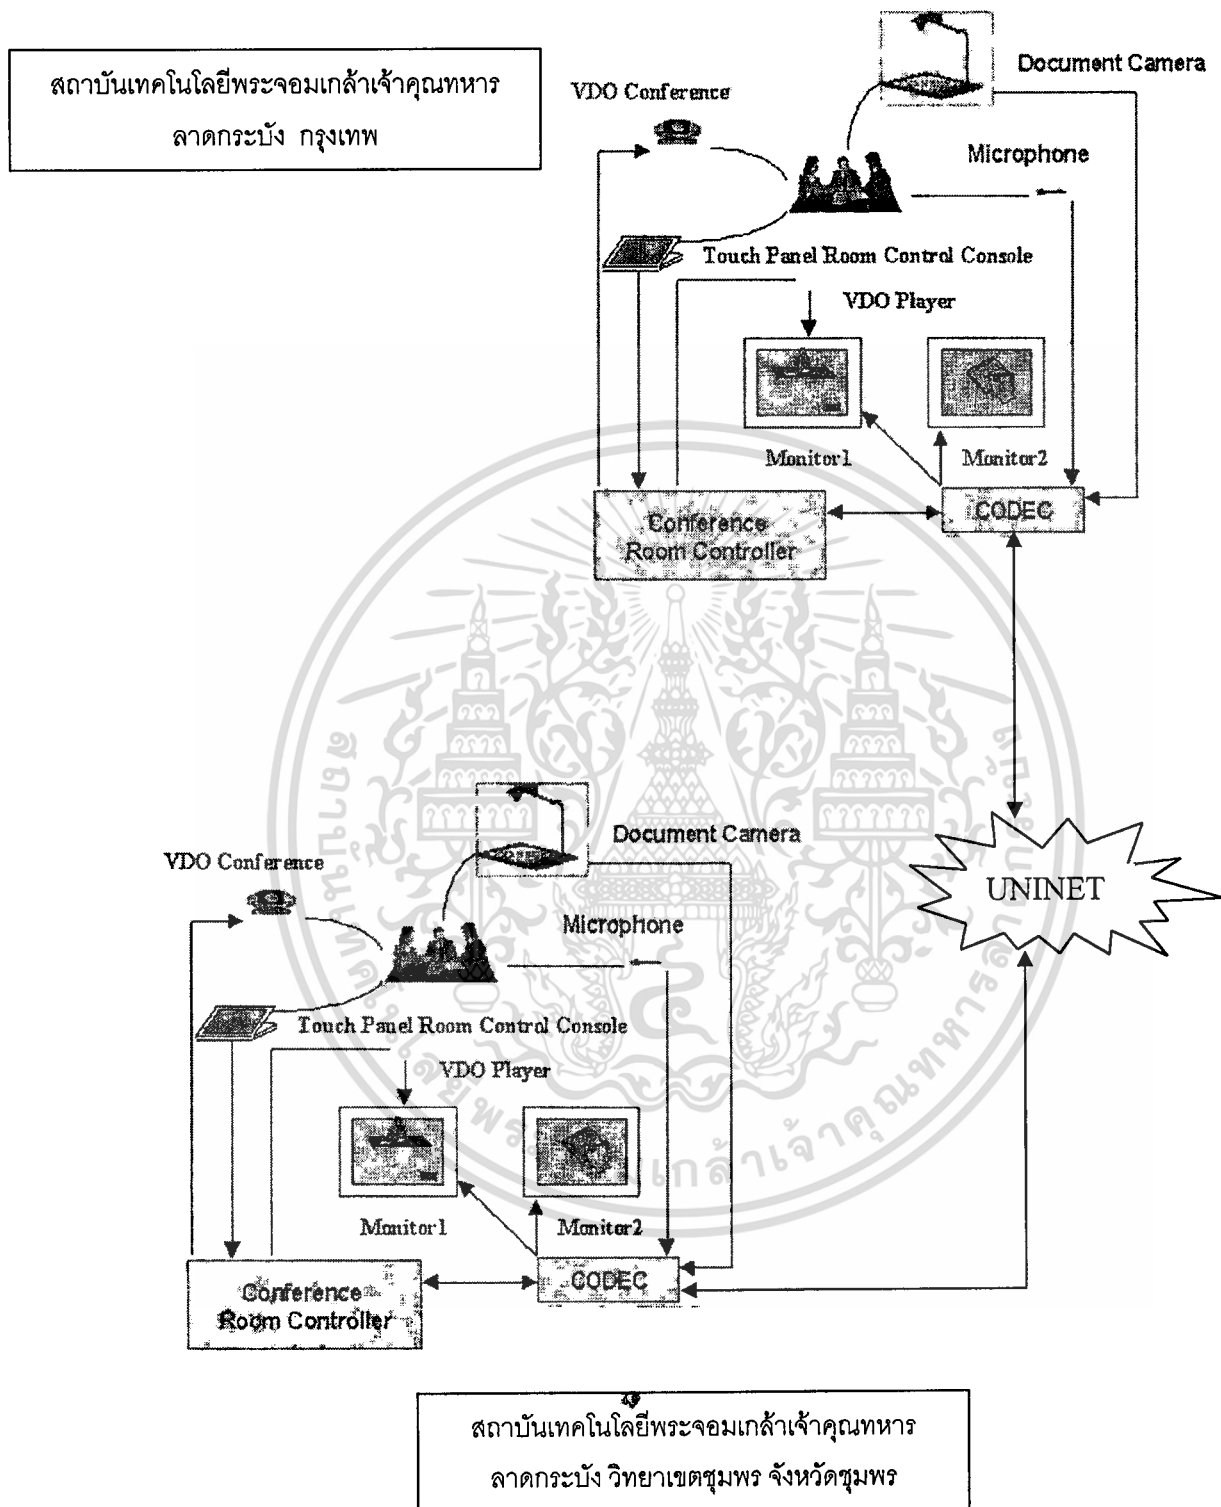 สถาบันเทคโนโลยีพระจอมเกล้าเจ้าคุณทหาร
ลาดกระบัง กรุงเทพ
Document Camera
VDO Conference
Microphone
Touch Panel Room Control Console
VDO Player
Monitor1
Monitor2
Conference
Room Controller
CODEC
UNINET
Document Camera
VDO Conference
Microphone
Touch Panel Room Control Console
VDO Player
Monitor1
Monitor2
Conference
Room Controller
CODEC
สถาบันเทคโนโลยีพระจอมเกล้าเจ้าคุณทหาร
ลาดกระบัง วิทยาเขตชุมพร จังหวัดชุมพร